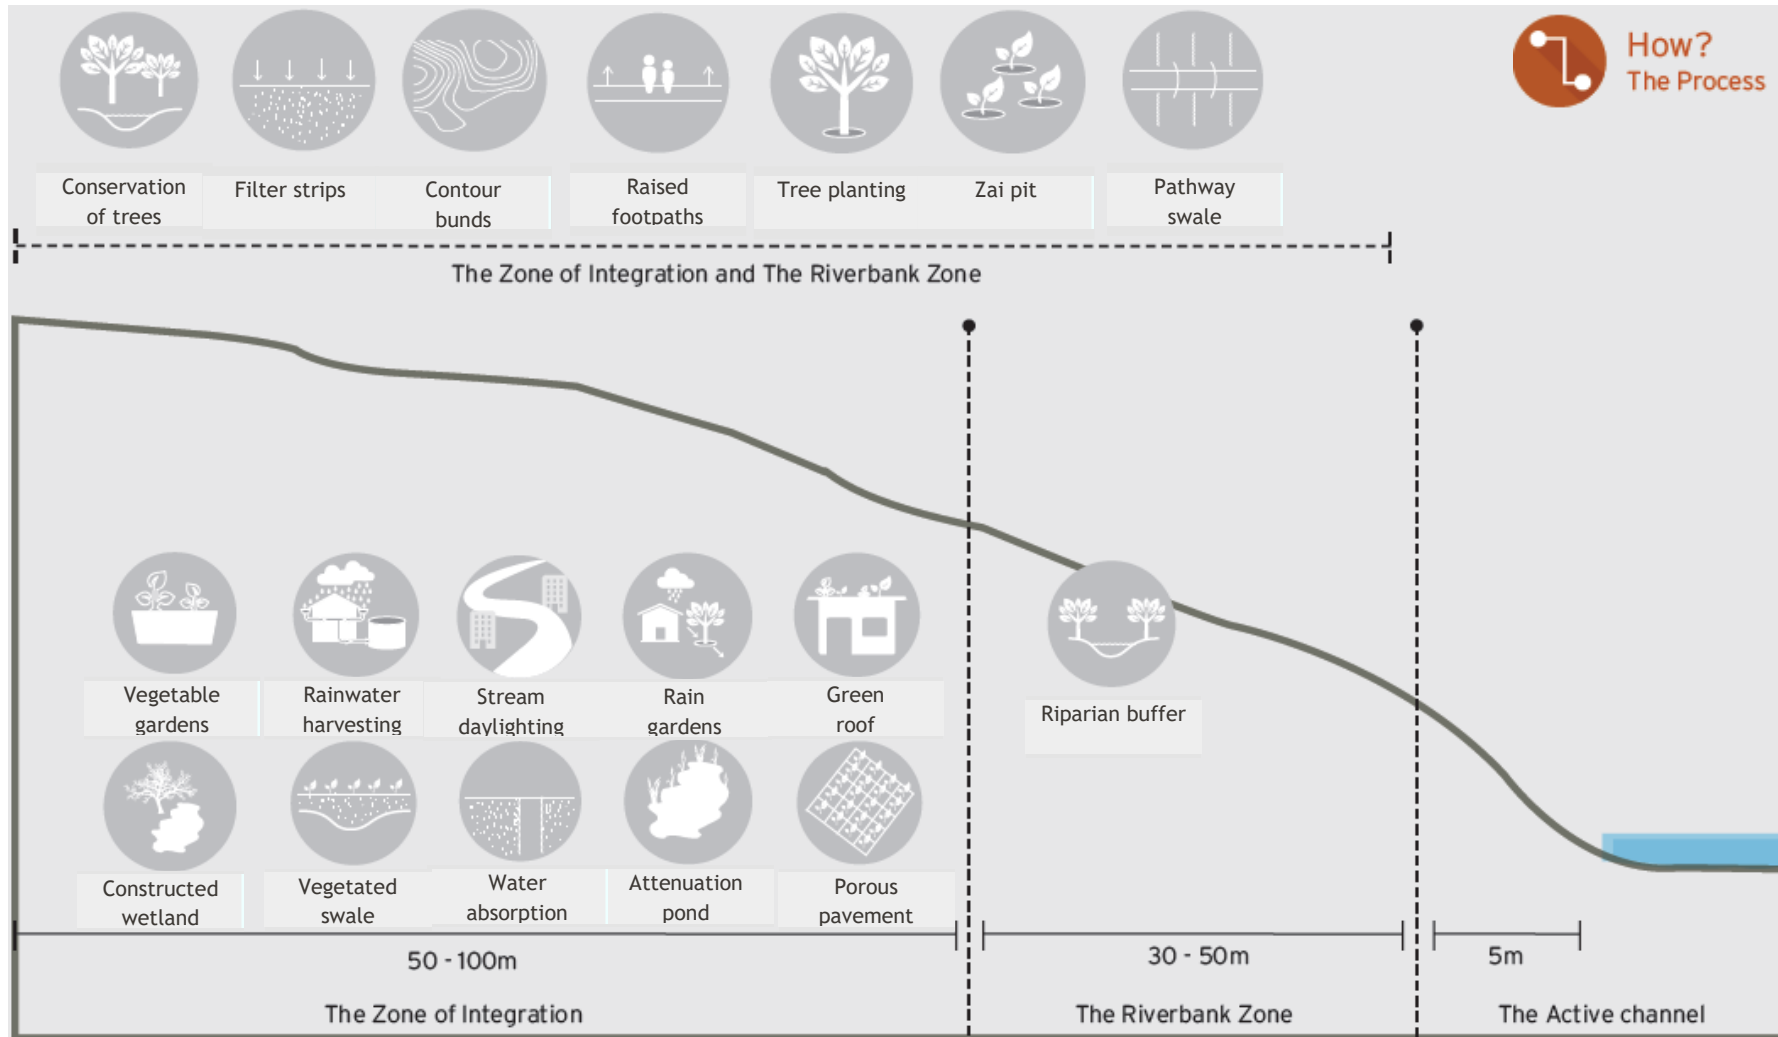 How?
The Process
Conservation
of trees
Filter strips
Contour
bunds
Raised
footpaths
Tree planting
Zai pit
Pathway
swale
The Zone of Integration and The Riverbank Zone
Vegetable
gardens
Rainwater
harvesting
Stream
daylighting
Rain
gardens
Green
roof
Riparian buffer
Constructed
wetland
Vegetated
swale
Water
absorption
Attenuation
pond
Porous
pavement
50 - 100m
30 - 50m
5m
The Zone of Integration
The Riverbank Zone
The Active channel